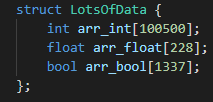 struct LotsOfData {
    int arr_int[100500];
    float arr_float[228];
    bool arr_bool[1337];
};